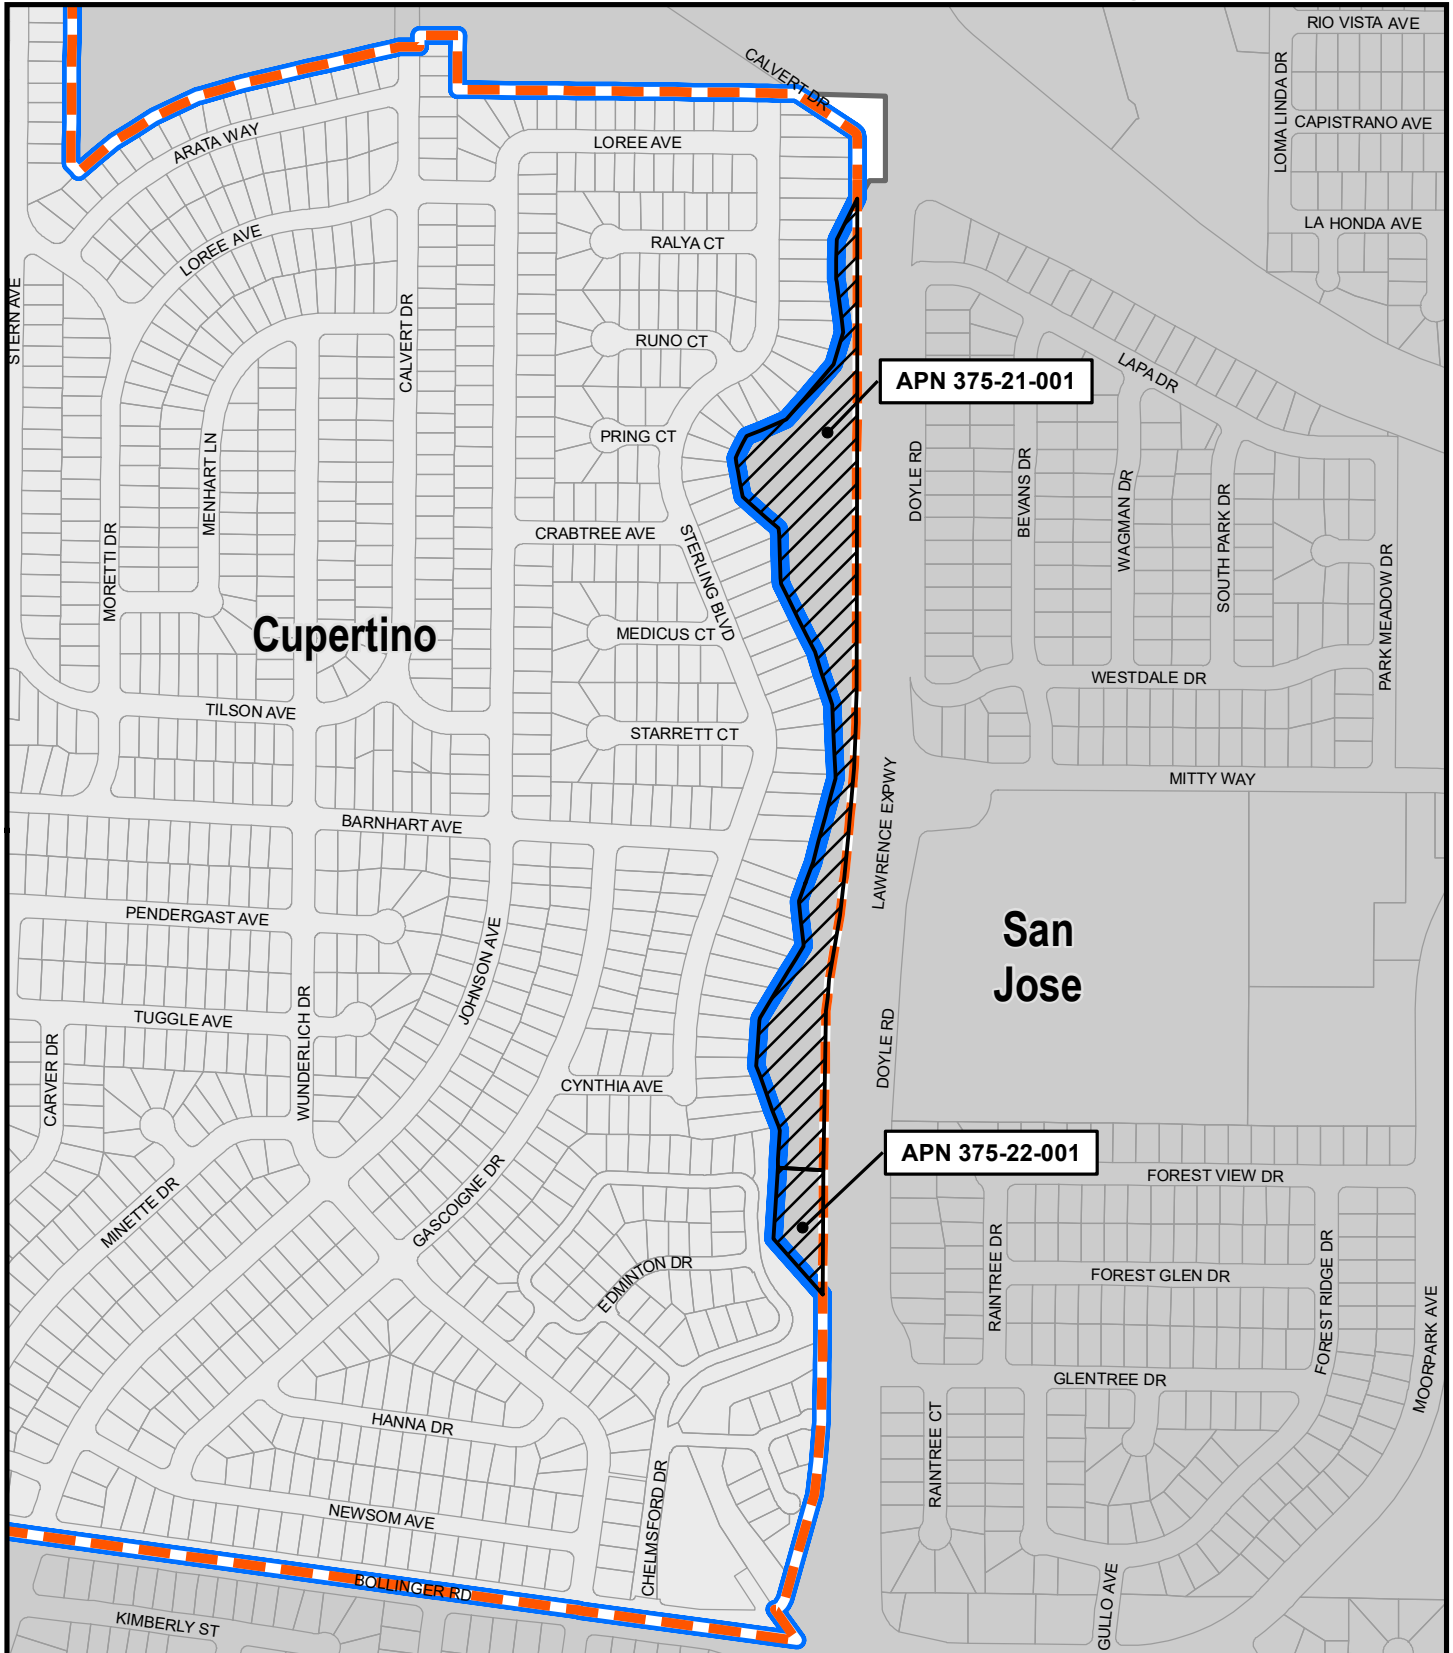 RIO VISTA AVE
CALVERT DR
LOMA LINDA DR
CAPISTRANO AVE
ARATA WAY
LOREE AVE
LA HONDA AVE
LOREE AVE
RALYA CT
STERN AVE
CALVERT DR
RUNO CT
LAPA DR
APN 375-21-001
PRING CT
MENHART LN
DOYLE RD
BEVANS DR
WAGMAN DR
SOUTH PARK DR
CRABTREE AVE
STERLING BLVD
MORETTI DR
PARK MEADOW DR
Cupertino
MEDICUS CT
WESTDALE DR
TILSON AVE
STARRETT CT
MITTY WAY
BARNHART AVE
LAWRENCE EXPWY
PENDERGAST AVE
San
Jose
JOHNSON AVE
TUGGLE AVE
WUNDERLICH DR
CARVER DR
DOYLE RD
CYNTHIA AVE
APN 375-22-001
FOREST VIEW DR
MINETTE DR
GASCOIGNE DR
EDMINTON DR
RAINTREE DR
FOREST GLEN DR
FOREST RIDGE DR
MOORPARK AVE
GLENTREE DR
HANNA DR
RAINTREE CT
NEWSOM AVE
CHELMSFORD DR
BOLLINGER RD
GULLO AVE
KIMBERLY ST